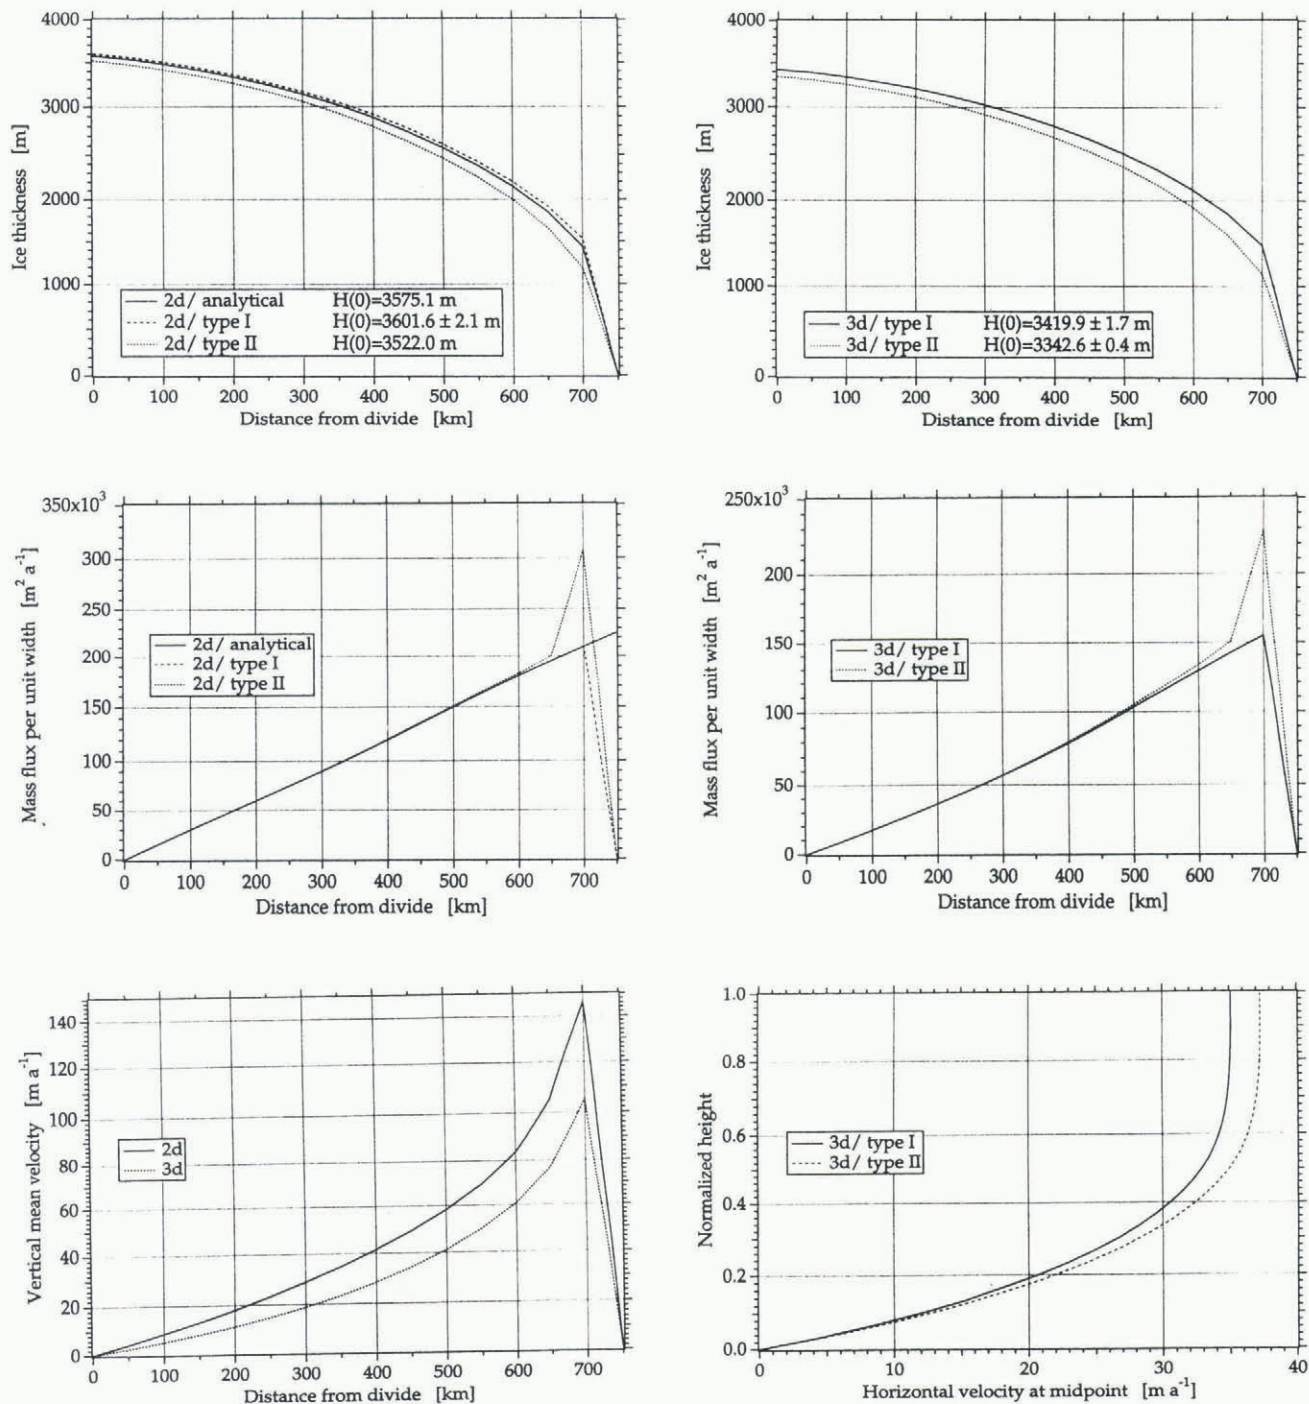 4000
3000
2000
1000
0
Ice thickness [m]
2d/ analytical H(0)=3575.1 m
2d/ type I H(0)=3601.6 ± 2.1 m
2d/ type II H(0)=3522.0 m
0 100 200 300 400 500 600 700
Distance from divide [km]
4000
3000
2000
1000
0
Ice thickness [m]
3d/ type I H(0)=3419.9 ± 1.7 m
3d/ type II H(0)=3342.6 ± 0.4 m
0 100 200 300 400 500 600 700
Distance from divide [km]
350x10³
300
250
200
150
100
50
0
Mass flux per unit width [m² a⁻¹]
2d/ analytical
2d/ type I
2d/ type II
0 100 200 300 400 500 600 700
Distance from divide [km]
250x10³
200
150
100
50
0
Mass flux per unit width [m² a⁻¹]
3d/ type I
3d/ type II
0 100 200 300 400 500 600 700
Distance from divide [km]
140
120
100
80
60
40
20
0
Vertical mean velocity [m a⁻¹]
2d
3d
0 100 200 300 400 500 600 700
Distance from divide [km]
1.0
0.8
0.6
0.4
0.2
0.0
Normalized height
3d/ type I
3d/ type II
0 10 20 30 40
Horizontal velocity at midpoint [m a⁻¹]